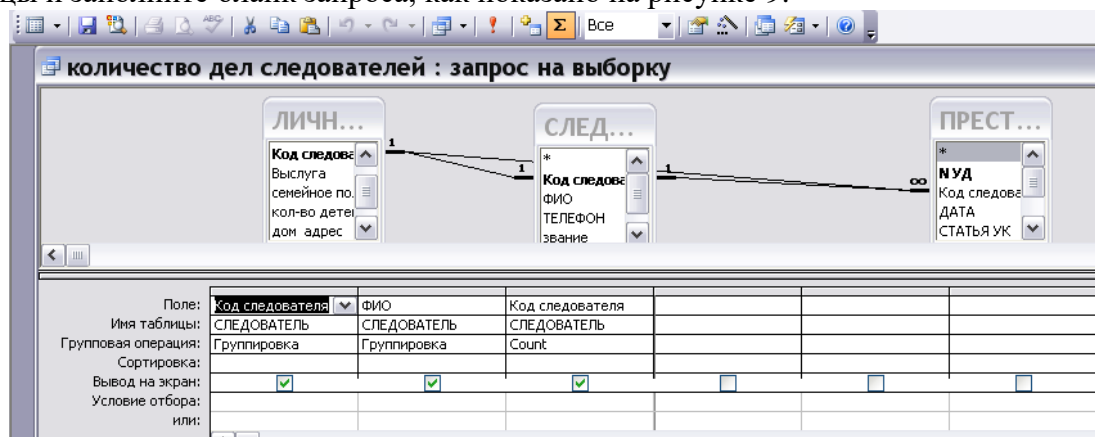 цы и заполните бланк запроса, как показано на рисунке 9.
Все
количество дел следователей : запрос на выборку
ЛИЧН...
Код следова
Выслуга
семейное по.
кол-во детей
дом адрес
1
1
СЛЕД...
*
Код следова
ФИО
ТЕЛЕФОН
звание
1
∞
ПРЕСТ...
*
N УД
Код следова
ДАТА
СТАТЬЯ УК
Поле: Код следователя ФИО Код следователя
Имя таблицы: СЛЕДОВАТЕЛЬ СЛЕДОВАТЕЛЬ СЛЕДОВАТЕЛЬ
Групповая операция: Группировка Группировка Count
Сортировка:
Вывод на экран:
Условие отбора:
или: